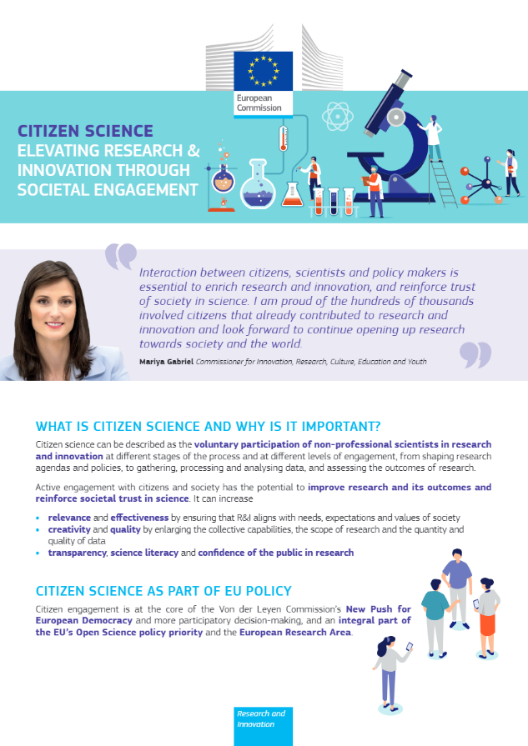 European
Commission
CITIZEN SCIENCE
ELEVATING RESEARCH &
INNOVATION THROUGH
SOCIETAL ENGAGEMENT
Interaction between citizens, scientists and policy makers is
essential to enrich research and innovation, and reinforce trust
of society in science. I am proud of the hundreds of thousands
involved citizens that already contributed to research and
innovation and look forward to continue opening up research
towards society and the world.
Mariya Gabriel Commissioner for Innovation, Research, Culture, Education and Youth
WHAT IS CITIZEN SCIENCE AND WHY IS IT IMPORTANT?
Citizen science can be described as the voluntary participation of non-professional scientists in research
and innovation at different stages of the process and at different levels of engagement, from shaping research
agendas and policies, to gathering, processing and analysing data, and assessing the outcomes of research.
Active engagement with citizens and society has the potential to improve research and its outcomes and
reinforce societal trust in science. It can increase
• relevance and effectiveness by ensuring that R&I aligns with needs, expectations and values of society
• creativity and quality by enlarging the collective capabilities, the scope of research and the quantity and
quality of data
• transparency, science literacy and confidence of the public in research
CITIZEN SCIENCE AS PART OF EU POLICY
Citizen engagement is at the core of the Von der Leyen Commission's New Push for
European Democracy and more participatory decision-making, and an integral part of
the EU's Open Science policy priority and the European Research Area.
Research and
Innovation